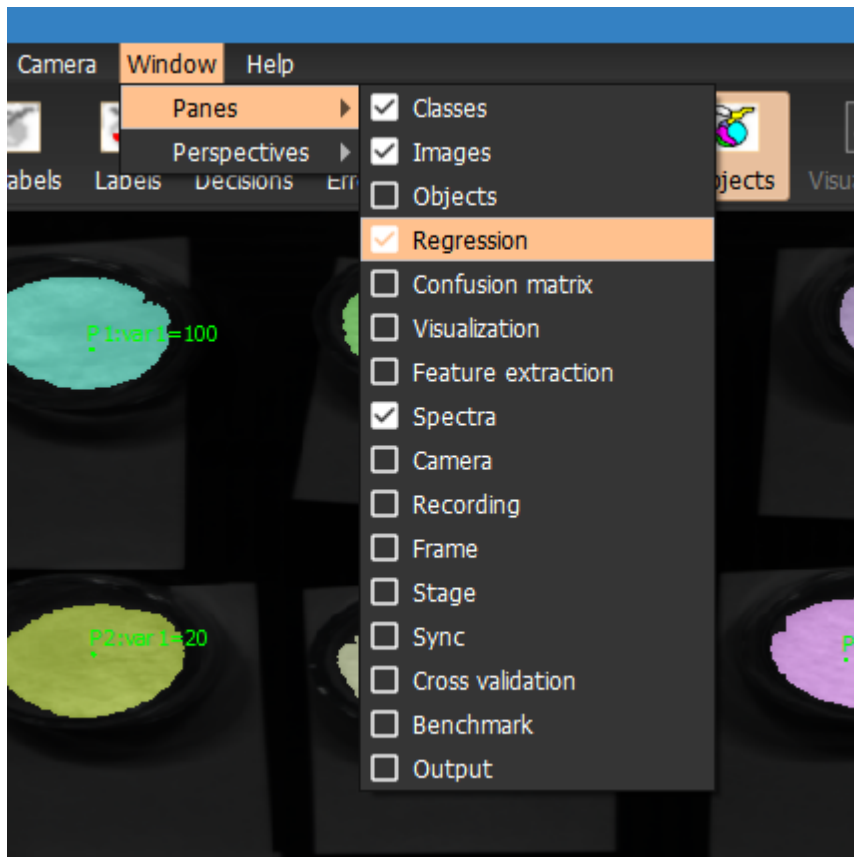 Camera Window Help
Panes
Perspectives
Classes
Images
Objects
Regression
Confusion matrix
Visualization
Feature extraction
Spectra
Camera
Recording
Frame
Stage
Sync
Cross validation
Benchmark
Output
Labels Decisions
P1:var1=100
P2:var1=20